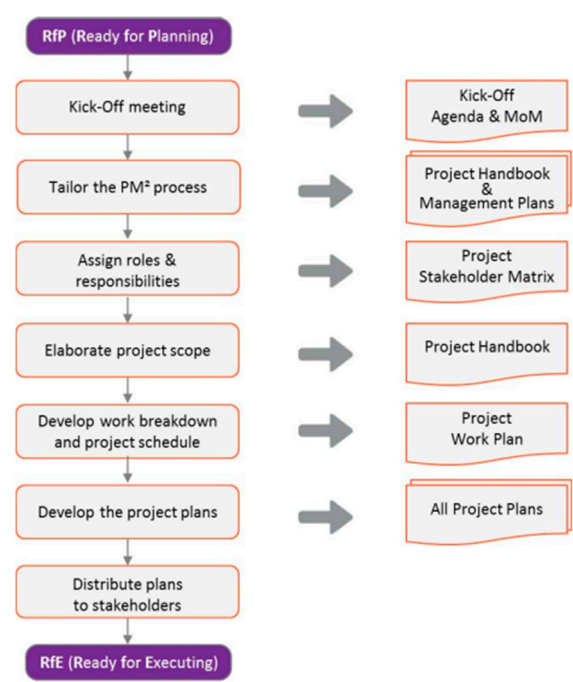 RfP (Ready for Planning)
Kick-Off meeting
Kick-Off
Agenda & MoM
Tailor the PM² process
Project Handbook
&
Management Plans
Assign roles &
responsibilities
Project
Stakeholder Matrix
Elaborate project scope
Project Handbook
Develop work breakdown
and project schedule
Project
Work Plan
Develop the project plans
All Project Plans
Distribute plans
to stakeholders
RfE (Ready for Executing)